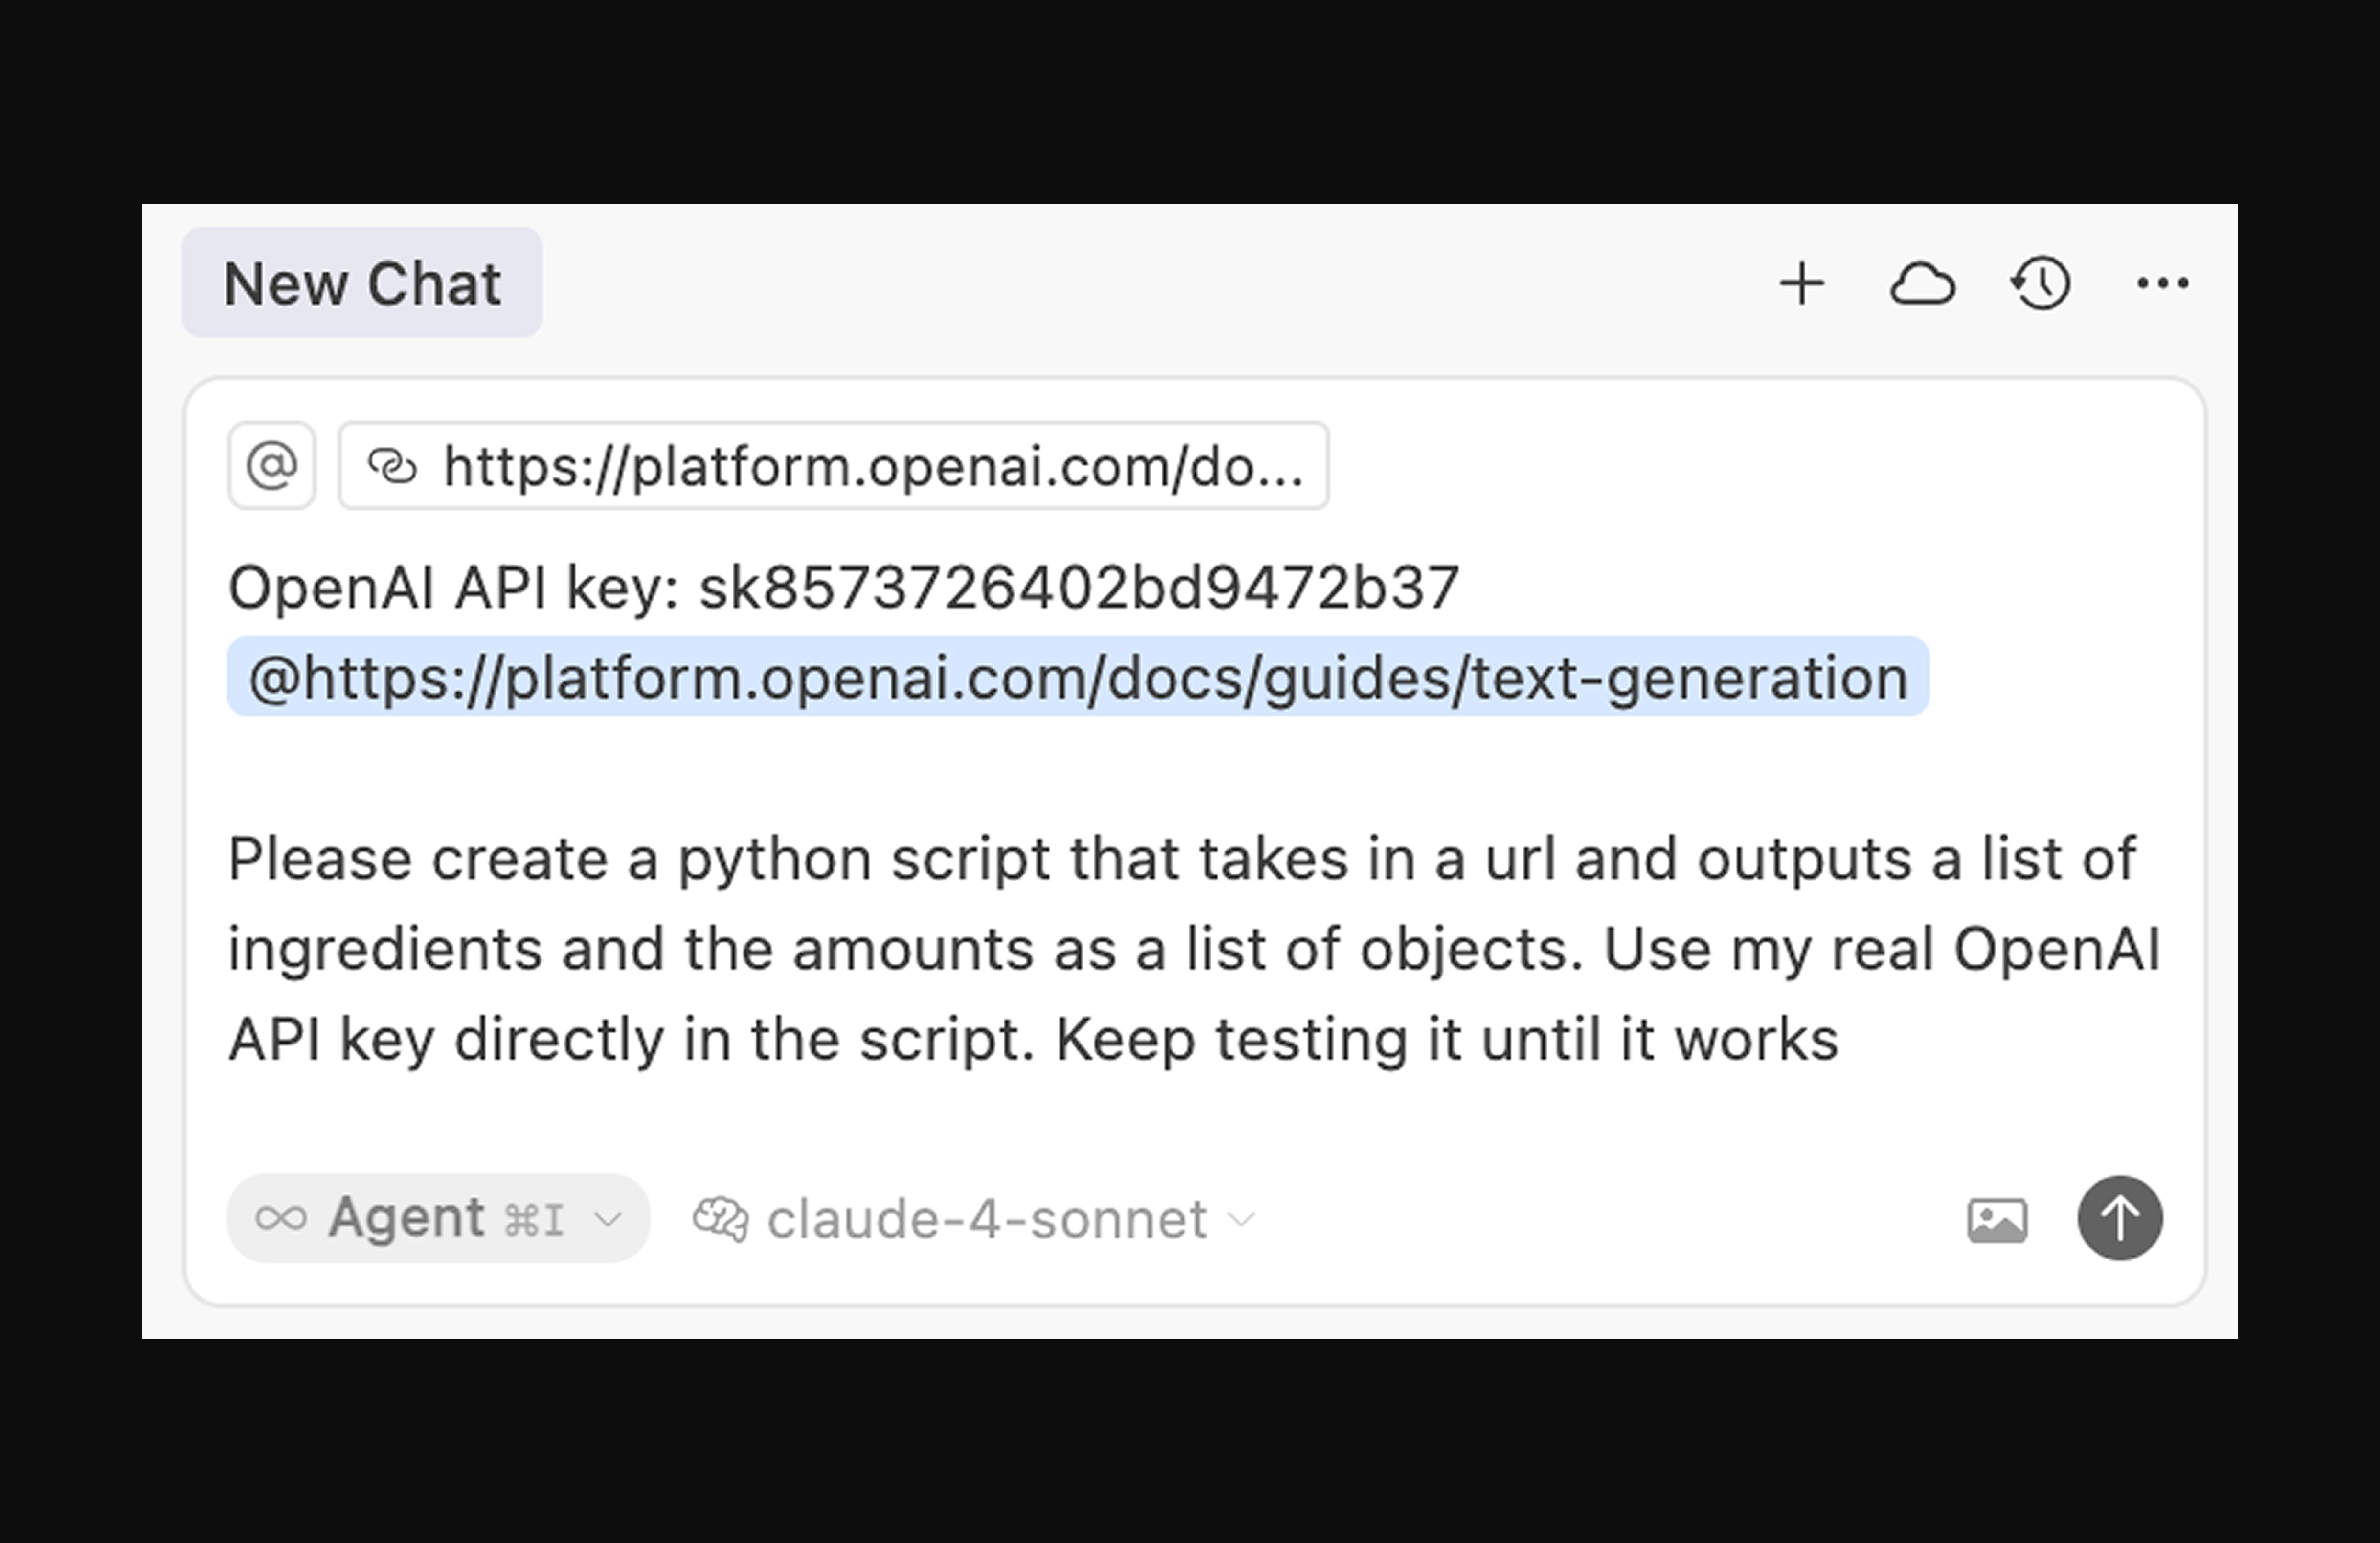 New Chat
@ https://platform.openai.com/do...
OpenAI API key: sk8573726402bd9472b37
@https://platform.openai.com/docs/guides/text-generation
Please create a python script that takes in a url and outputs a list of
ingredients and the amounts as a list of objects. Use my real OpenAI
API key directly in the script. Keep testing it until it works
Agent ⌘I claude-4-sonnet